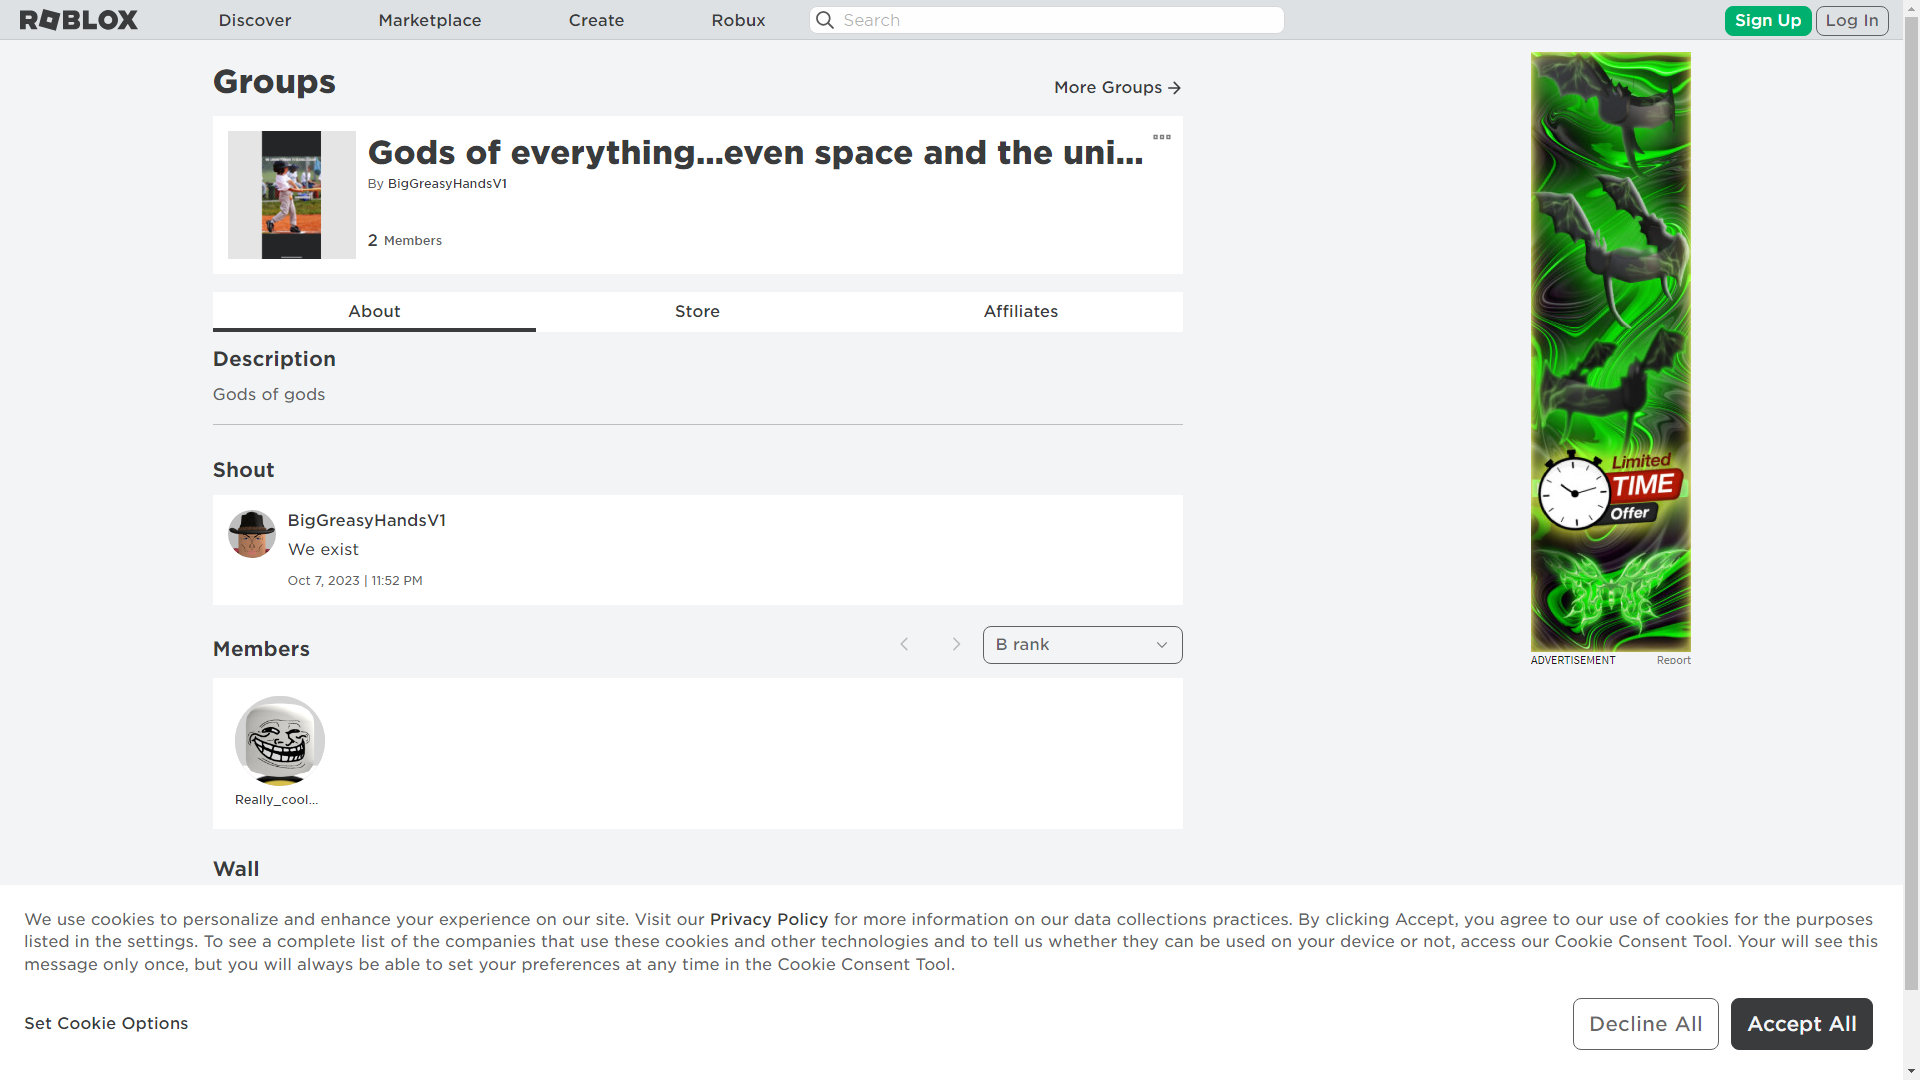 ROBLOX
Discover
Marketplace
Create
Robux
Search
Sign Up
Log In
Groups
More Groups
Gods of everything...even space and the uni...
By BigGreasyHandsV1
2 Members
About
Store
Affiliates
Description
Gods of gods
Shout
BigGreasyHandsV1
We exist
Oct 7, 2023 | 11:52 PM
Members
B rank
Really_cool...
Wall
Limited
TIME
Offer
ADVERTISEMENT
Report
We use cookies to personalize and enhance your experience on our site. Visit our Privacy Policy for more information on our data collections practices. By clicking Accept, you agree to our use of cookies for the purposes
listed in the settings. To see a complete list of the companies that use these cookies and other technologies and to tell us whether they can be used on your device or not, access our Cookie Consent Tool. Your will see this
message only once, but you will always be able to set your preferences at any time in the Cookie Consent Tool.
Set Cookie Options
Decline All
Accept All